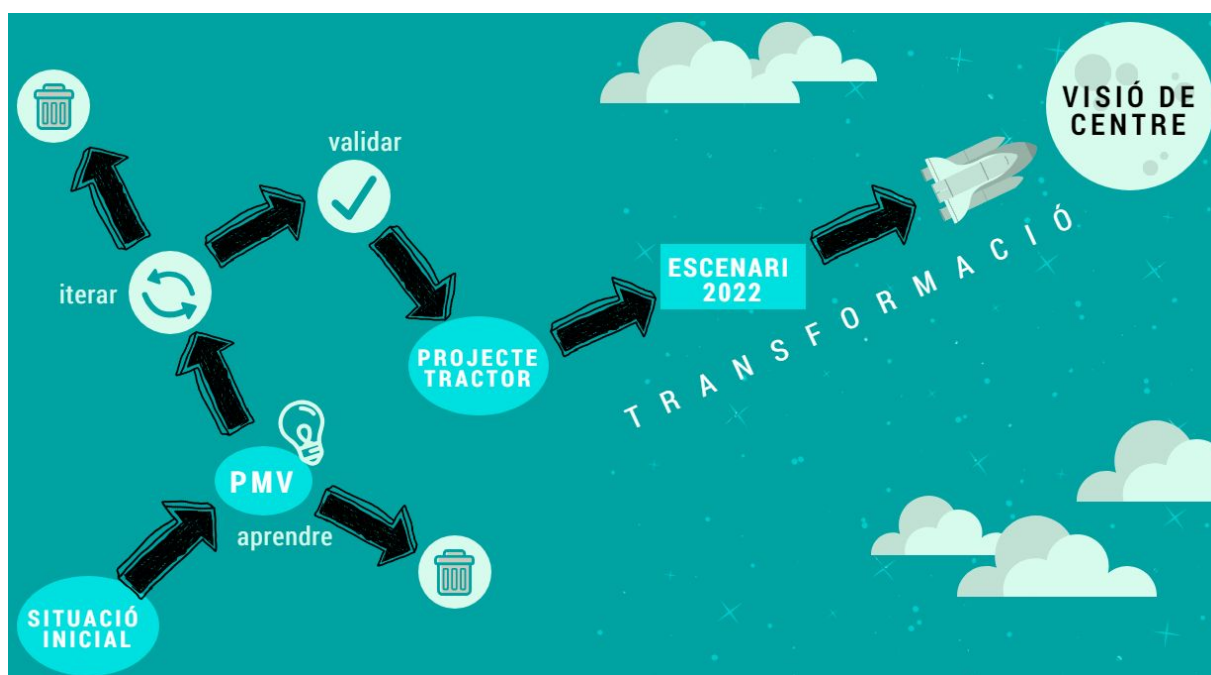 VISIÓ DE
CENTRE
validar
iterar
ESCENARI
2022
TRANSFORMACIÓ
PROJECTE
TRACTOR
PMV
aprendre
SITUACIÓ
INICIAL